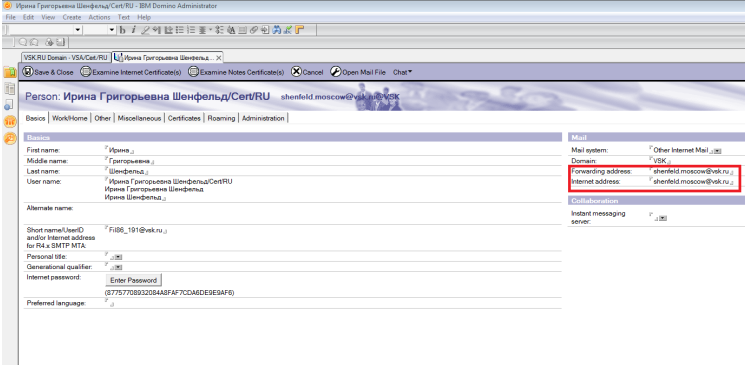 Ирина Григорьевна Шенфельд/Cert/RU - IBM Domino Administrator
File Edit View Create Actions Text Help
VSK.RU Domain - VSA/Cert/RU
Ирина Григорьевна Шенфельд...
Save & Close Examine Internet Certificate(s) Examine Notes Certificate(s) Cancel Open Mail File Chat
Person: Ирина Григорьевна Шенфельд/Cert/RU shenfeld.moscow@vsk.ru@VSK
Basics Work/Home Other Miscellaneous Certificates Roaming Administration
Basics
First name: Ирина
Middle name: Григорьевна
Last name: Шенфельд
User name: Ирина Григорьевна Шенфельд/Cert/RU
Ирина Григорьевна Шенфельд
Ирина Шенфельд
Alternate name:
Short name/UserID Fil86_191@vsk.ru
and/or Internet address
for R4.x SMTP MTA:
Personal title:
Generational qualifier:
Internet password: Enter Password
(87757708932084A8FAF7CDA6DE9E9AF6)
Preferred language:
Mail
Mail system: Other Internet Mail
Domain: VSK
Forwarding address: shenfeld.moscow@vsk.ru
Internet address: shenfeld.moscow@vsk.ru
Collaboration
Instant messaging
server: